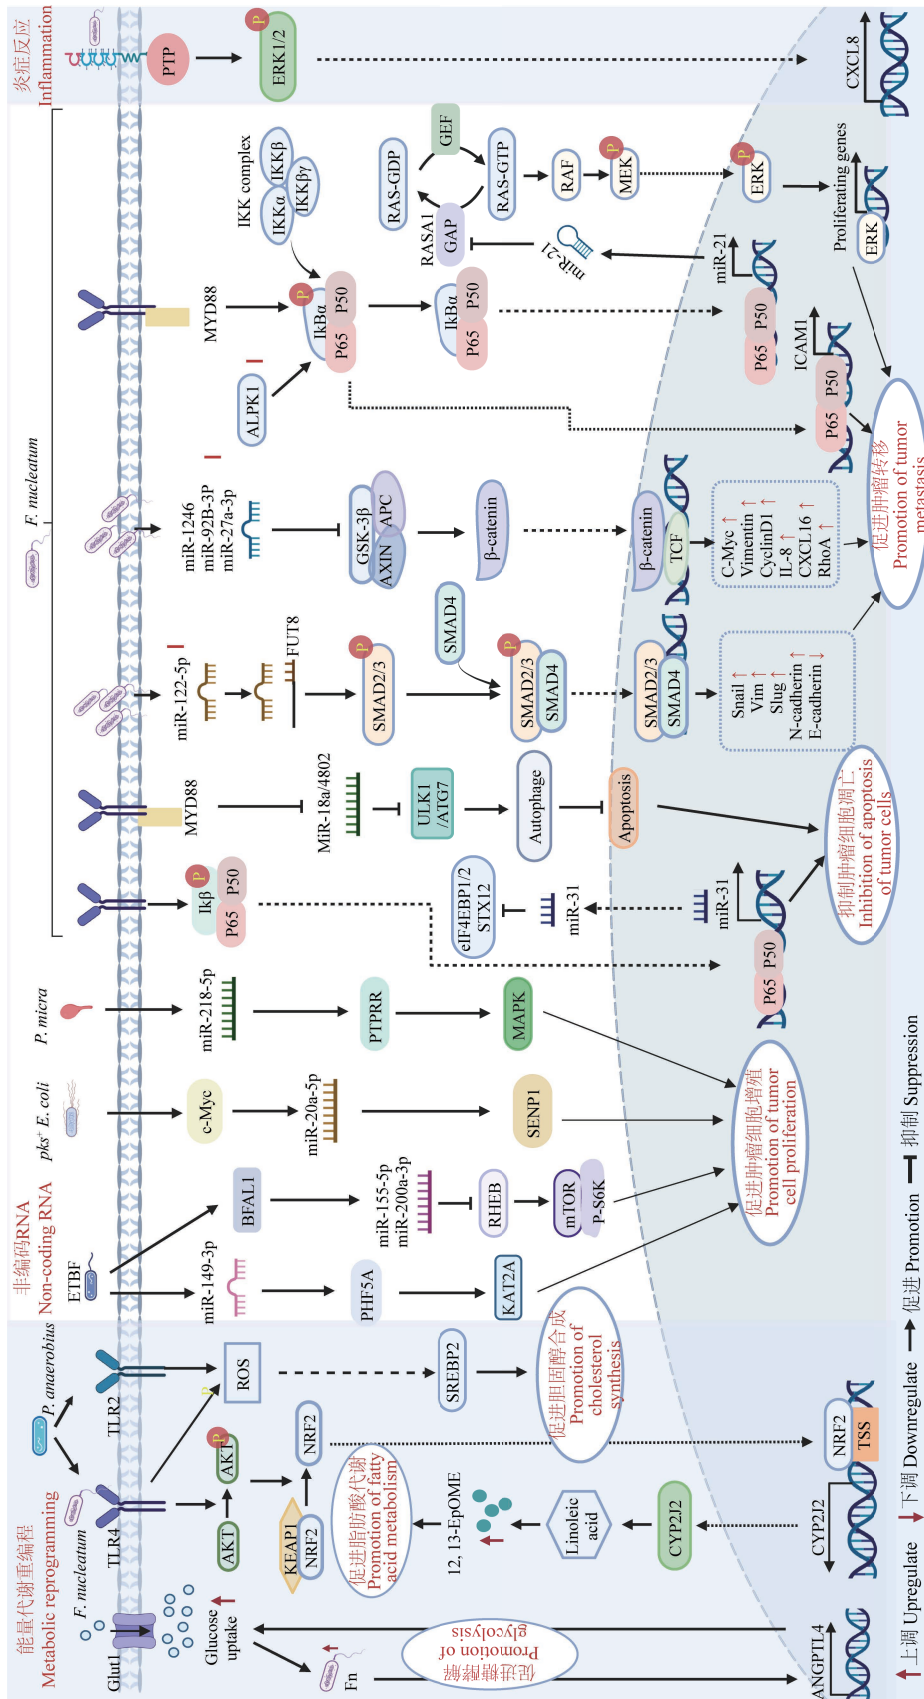 能量代谢重编程
Metabolic reprogramming
非编码RNA
Non-coding RNA
炎症反应
Inflammation
F. nucleatum
P. anaerobius
ETBF
pks⁺ E. coli
P. micra
F. nucleatum
Glut1
TLR4
TLR2
Glucose
uptake
Fn
促进糖酵解
Promotion of
glycolysis
ANGPTL4
AKT
P
AKT
KEAP1
NRF2
NRF2
P
ROS
SREBP2
促进胆固醇合成
Promotion of
cholesterol
synthesis
促进脂肪酸代谢
Promotion of fatty
acid metabolism
12, 13-EpOME
Linoleic
acid
CYP2J2
CYP2J2
NRF2
TSS
miR-149-3p
PHF5A
KAT2A
BFAL1
miR-155-5p
miR-200a-3p
RHEB
mTOR
P-S6K
c-Myc
miR-20a-5p
SENP1
miR-218-5p
PTPRR
MAPK
促进肿瘤细胞增殖
Promotion of tumor
cell proliferation
Ikβ
P
P65
P50
eIF4EBP1/2
STX12
miR-31
miR-31
P65
P50
MYD88
MiR-18a/4802
ULK1
/ATG7
Autophage
Apoptosis
抑制肿瘤细胞凋亡
Inhibition of apoptosis
of tumor cells
miR-122-5p
FUT8
P
SMAD2/3
SMAD4
P
SMAD2/3
SMAD4
SMAD2/3
SMAD4
Snail
Vim
Slug
N-cadherin
E-cadherin
miR-1246
miR-92B-3P
miR-27a-3p
GSK-3β
AXIN
APC
β-catenin
β-catenin
TCF
C-Myc
Vimentin
CyclinD1
IL-8
CXCL16
RhoA
MYD88
ALPK1
IKK complex
IKKα
IKKβ
IKKβγ
P
IkBα
P65
P50
IkBα
P65
P50
miR-21
P65
P50
ICAM1
P65
P50
RAS-GDP
GEF
RASA1
GAP
RAS-GTP
miR-21
RAF
P
MEK
P
ERK
Proliferating genes
ERK
促进肿瘤转移
Promotion of tumor
metastasis
PTP
P
ERK1/2
CXCL8
上调 Upregulate
下调 Downregulate
促进 Promotion
抑制 Suppression